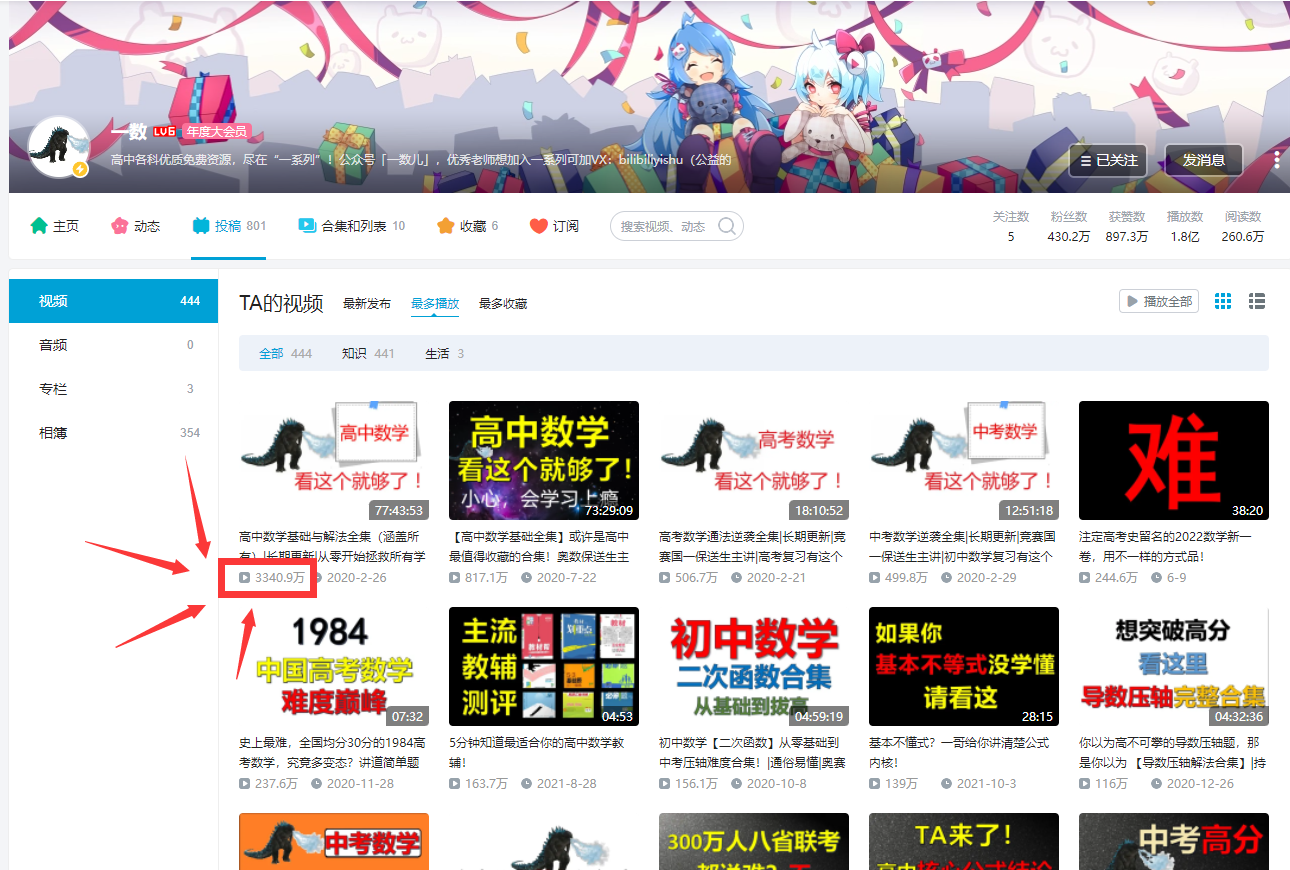 一数 LV6 年度大会员
高中各科优质免费资源，尽在“一系列”！公众号「一数儿」，优秀老师想加入一系列可加VX：bilibiliyishu（公益的
已关注
发消息
主页
动态
投稿 801
合集和列表 10
收藏 6
订阅
搜索视频、动态
关注数 粉丝数 获赞数 播放数 阅读数
5 430.2万 897.3万 1.8亿 260.6万
视频 444
音频 0
专栏 3
相簿 354
TA的视频 最新发布 最多播放 最多收藏
播放全部
全部 444 知识 441 生活 3
高中数学
看这个就够了！
77:43:53
高中数学基础与解法全集（涵盖所
有）|长期更新|从零开始拯救所有学
3340.9万 2020-2-26
高中数学
看这个就够了！
小心，会学习上瘾
73:29:09
【高中数学基础全集】或许是高中
最值得收藏的合集！奥数保送生主
817.1万 2020-7-22
高考数学
看这个就够了！
18:10:52
高考数学通法逆袭全集|长期更新|竞
赛国一保送生主讲|高考复习有这个
506.7万 2020-2-21
中考数学
看这个就够了！
12:51:18
中考数学逆袭全集|长期更新|竞赛国
一保送生主讲|初中数学复习有这个
499.8万 2020-2-29
难
38:20
注定高考史留名的2022数学新一
卷，用不一样的方式品！
244.6万 6-9
1984
中国高考数学
难度巅峰
07:32
史上最难，全国均分30分的1984高
考数学，究竟多变态？讲道简单题
237.6万 2020-11-28
主流
教辅
测评
04:53
5分钟知道最适合你的高中数学教
辅！
163.7万 2021-8-28
初中数学
二次函数合集
从基础到拔高
04:59:19
初中数学【二次函数】从零基础到
中考压轴难度合集！|通俗易懂|奥赛
156.1万 2020-10-8
如果你
基本不等式没学懂
请看这
28:15
基本不懂式？一哥给你讲清楚公式
内核！
139万 2021-10-3
想突破高分
看这里
导数压轴完整合集
04:32:36
你以为高不可攀的导数压轴题，那
是你以为 【导数压轴解法合集】|持
116万 2020-12-26
中考数学
300万人八省联考
TA来了！
中考高分